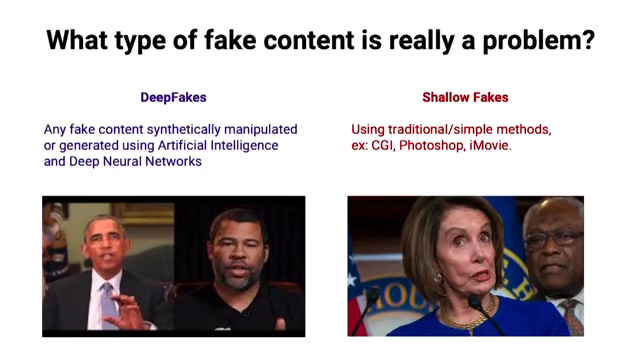 What type of fake content is really a problem?
DeepFakes
Any fake content synthetically manipulated
or generated using Artificial Intelligence
and Deep Neural Networks
Shallow Fakes
Using traditional/simple methods,
ex: CGI, Photoshop, iMovie.